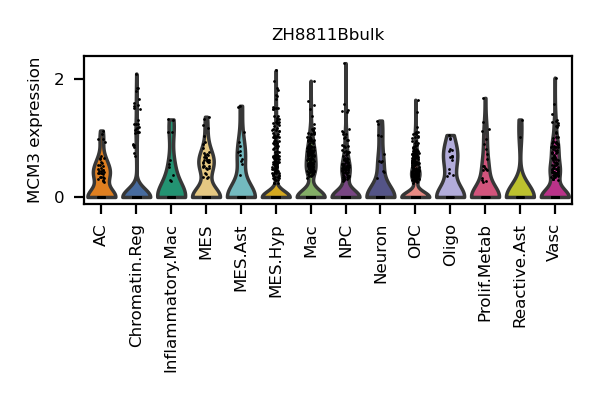 ZH8811Bbulk
MCM3 expression
2
0
AC
Chromatin.Reg
Inflammatory.Mac
MES
MES.Ast
MES.Hyp
Mac
NPC
Neuron
OPC
Oligo
Prolif.Metab
Reactive.Ast
Vasc